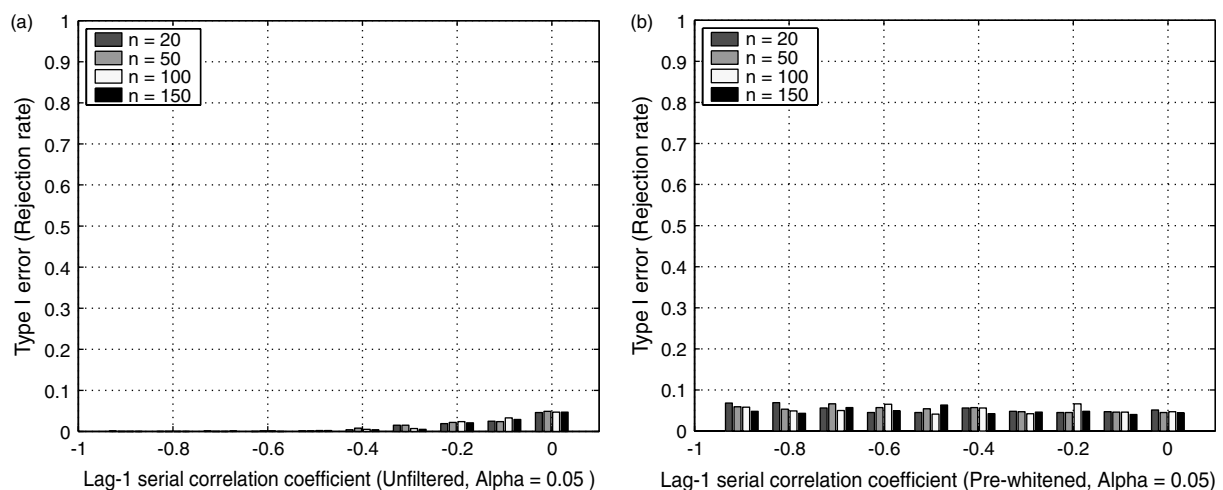 (a)
1
0.9
0.8
0.7
0.6
0.5
0.4
0.3
0.2
0.1
0
Type I error (Rejection rate)
n = 20
n = 50
n = 100
n = 150
-1
-0.8
-0.6
-0.4
-0.2
0
Lag-1 serial correlation coefficient (Unfiltered, Alpha = 0.05 )
(b)
1
0.9
0.8
0.7
0.6
0.5
0.4
0.3
0.2
0.1
0
Type I error (Rejection rate)
n = 20
n = 50
n = 100
n = 150
-1
-0.8
-0.6
-0.4
-0.2
0
Lag-1 serial correlation coefficient (Pre-whitened, Alpha = 0.05)